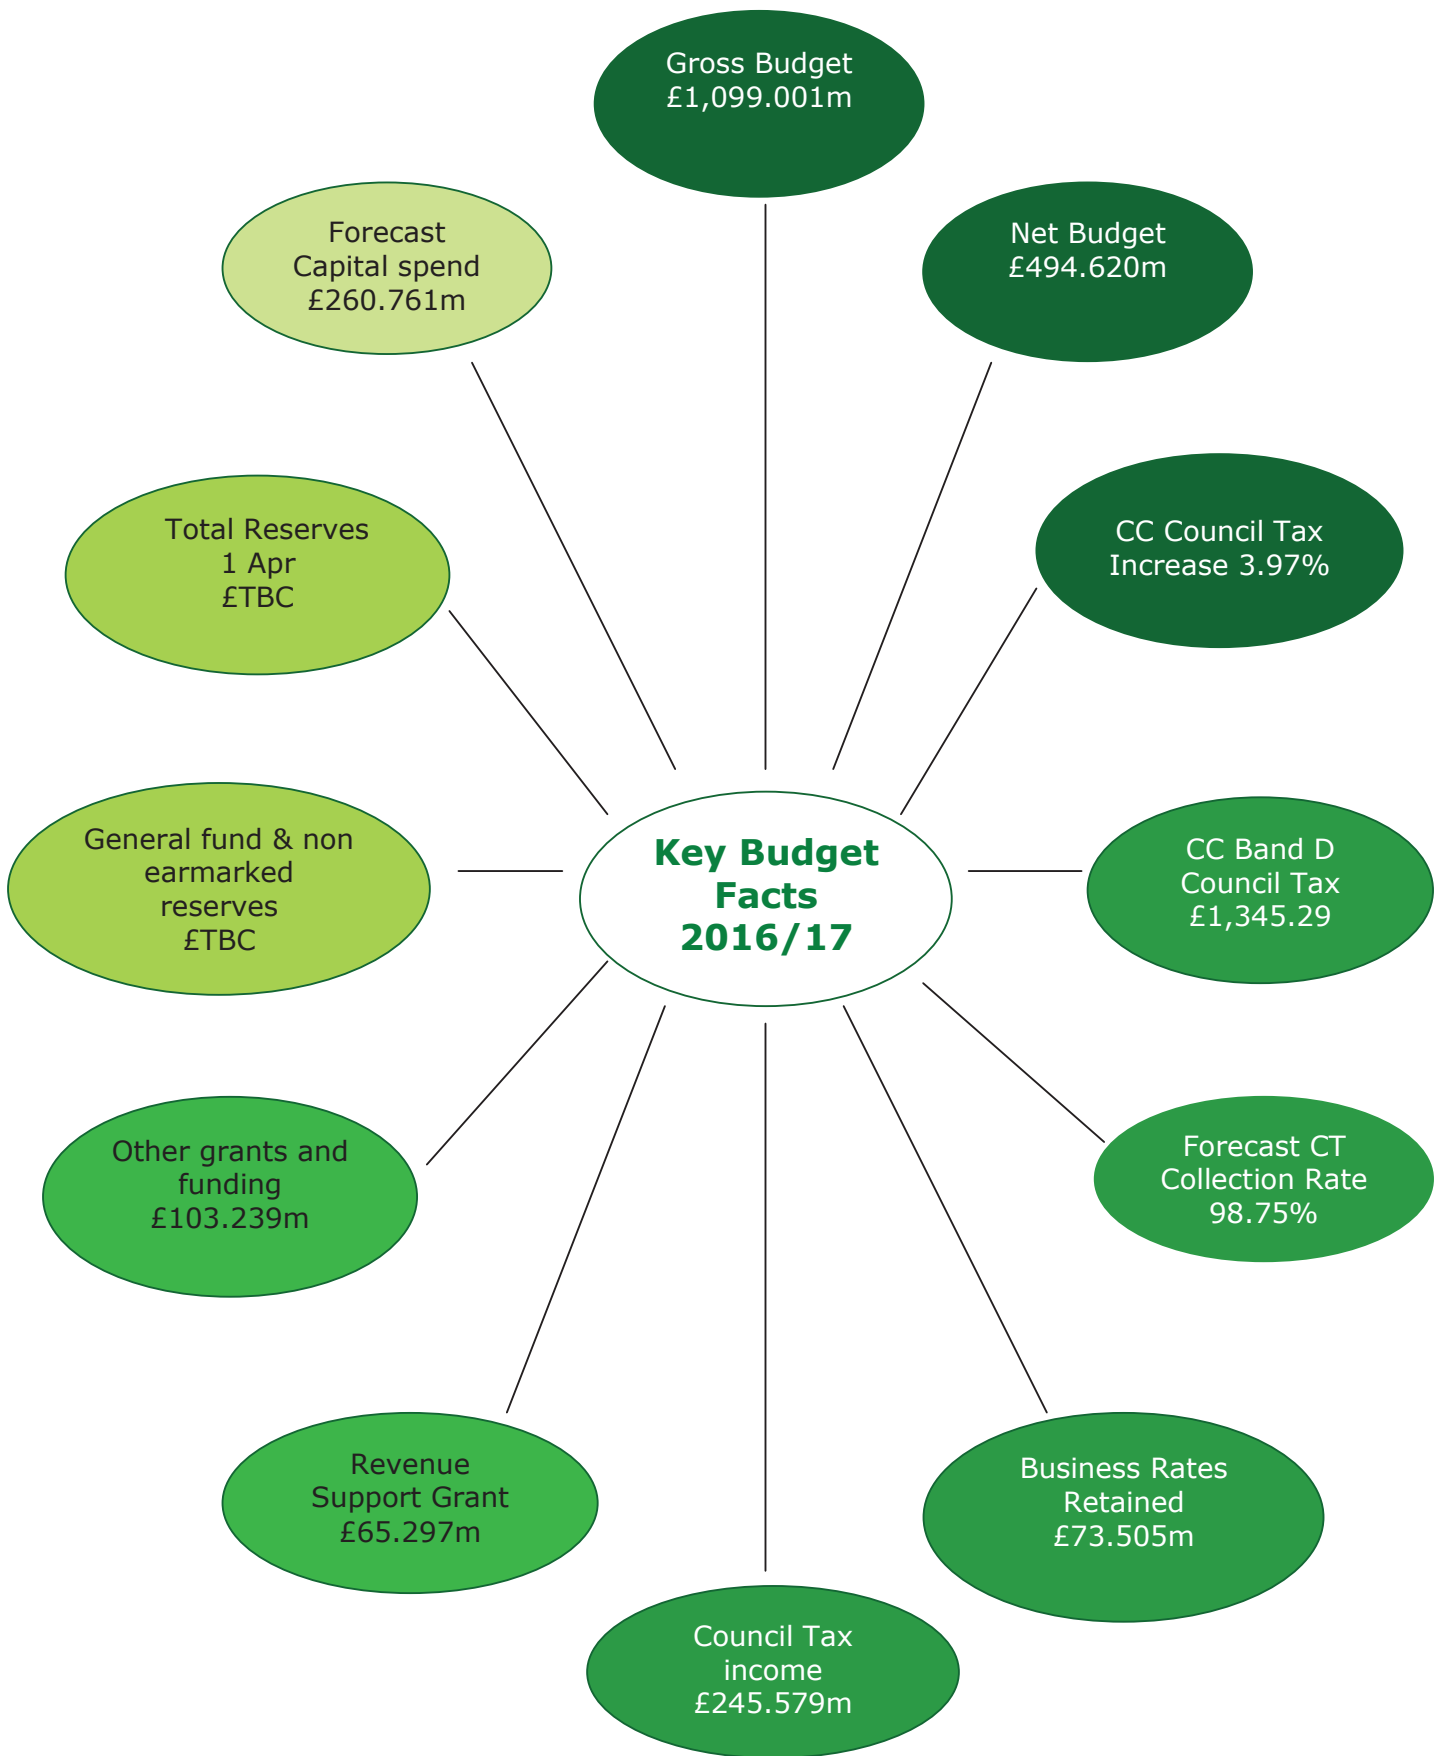 Gross Budget
£1,099.001m
Forecast
Capital spend
£260.761m
Net Budget
£494.620m
Total Reserves
1 Apr
£TBC
CC Council Tax
Increase 3.97%
General fund & non
earmarked
reserves
£TBC
Key Budget
Facts
2016/17
CC Band D
Council Tax
£1,345.29
Other grants and
funding
£103.239m
Forecast CT
Collection Rate
98.75%
Revenue
Support Grant
£65.297m
Business Rates
Retained
£73.505m
Council Tax
income
£245.579m